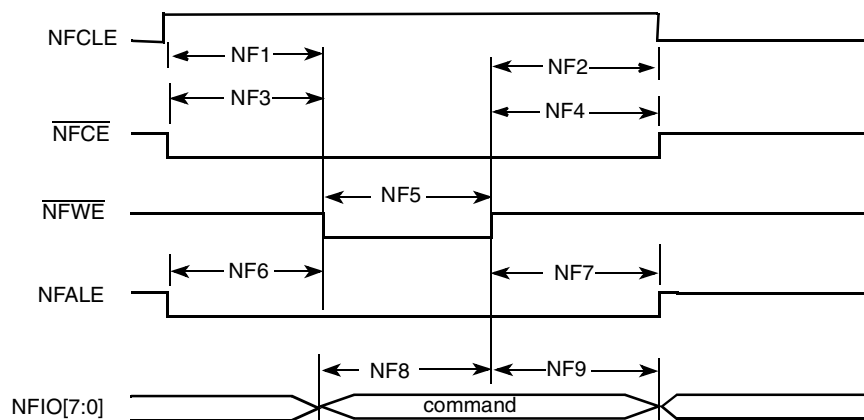 NFCLE
NF1
NF2
NF3
NF4
NFCE
NF5
NFWE
NF6
NF7
NFALE
NF8
NF9
NFIO[7:0]
command